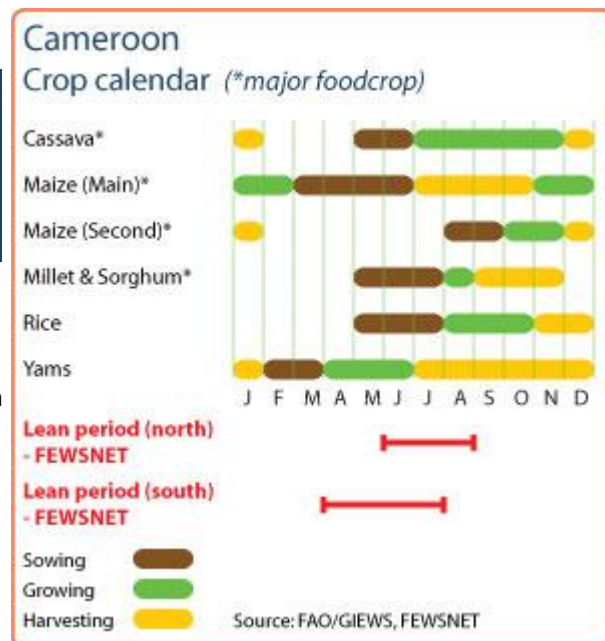 Cameroon
Crop calendar (*major foodcrop)
Cassava*
Maize (Main)*
Maize (Second)*
Millet & Sorghum*
Rice
Yams
J F M A M J J A S O N D
Lean period (north)
- FEWSNET
Lean period (south)
- FEWSNET
Sowing
Growing
Harvesting Source: FAO/GIEWS, FEWSNET